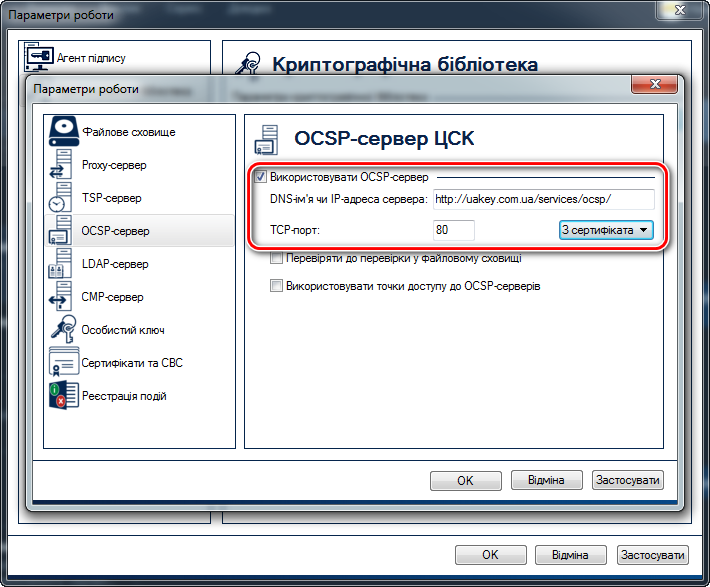 Параметри роботи
Агент підпису
Криптографічна бібліотека
Параметри роботи
Файлове сховище
Proxy-сервер
TSP-сервер
OCSP-сервер
LDAP-сервер
CMP-сервер
Особистий ключ
Сертифікати та СВС
Реєстрація подій
OCSP-сервер ЦСК
Використовувати OCSP-сервер
DNS-ім'я чи IP-адреса сервера: http://uakey.com.ua/services/ocsp/
TCP-порт: 80 З сертифіката
Перевіряти до перевірки у файловому сховищі
Використовувати точки доступу до OCSP-серверів
OK Відміна Застосувати
OK Відміна Застосувати